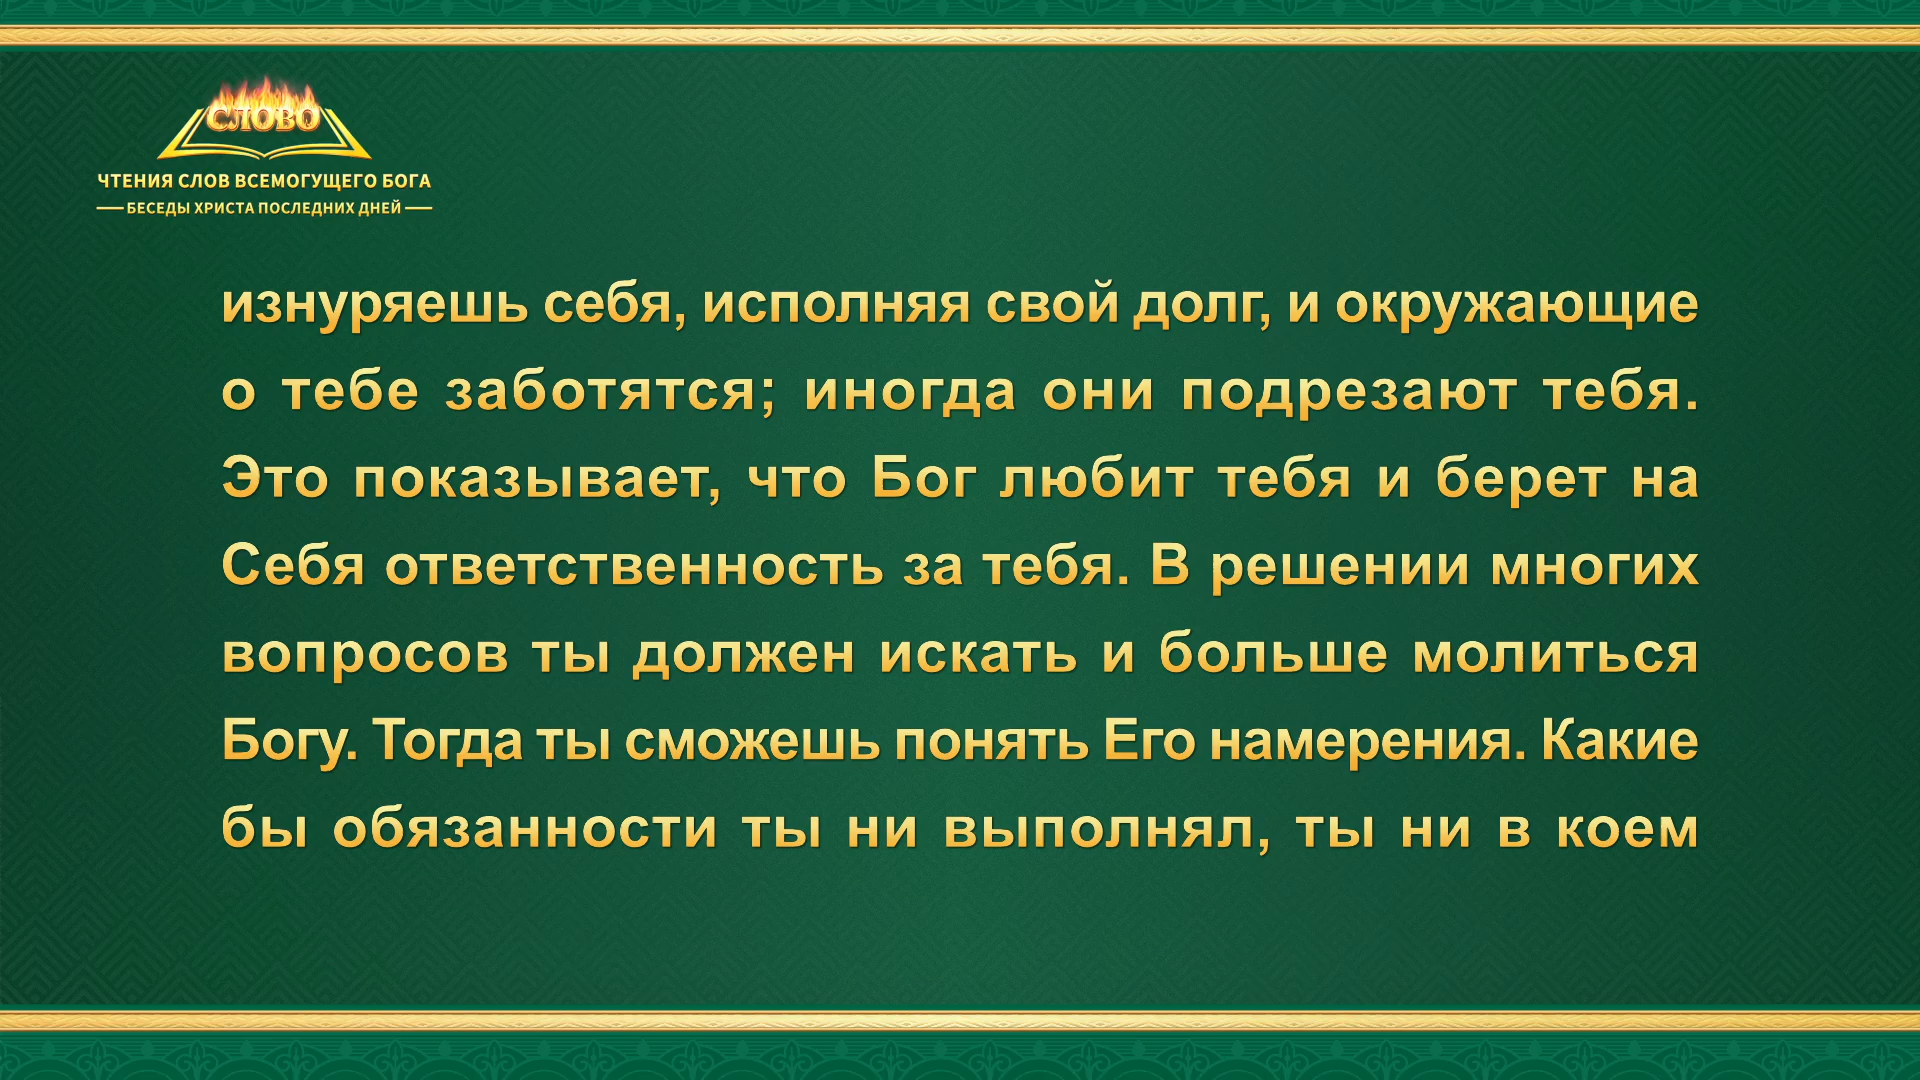 СЛОВО
ЧТЕНИЯ СЛОВ ВСЕМОГУЩЕГО БОГА
БЕСЕДЫ ХРИСТА ПОСЛЕДНИХ ДНЕЙ
изнуряешь себя, исполняя свой долг, и окружающие
о тебе заботятся; иногда они подрезают тебя.
Это показывает, что Бог любит тебя и берет на
Себя ответственность за тебя. В решении многих
вопросов ты должен искать и больше молиться
Богу. Тогда ты сможешь понять Его намерения. Какие
бы обязанности ты ни выполнял, ты ни в коем